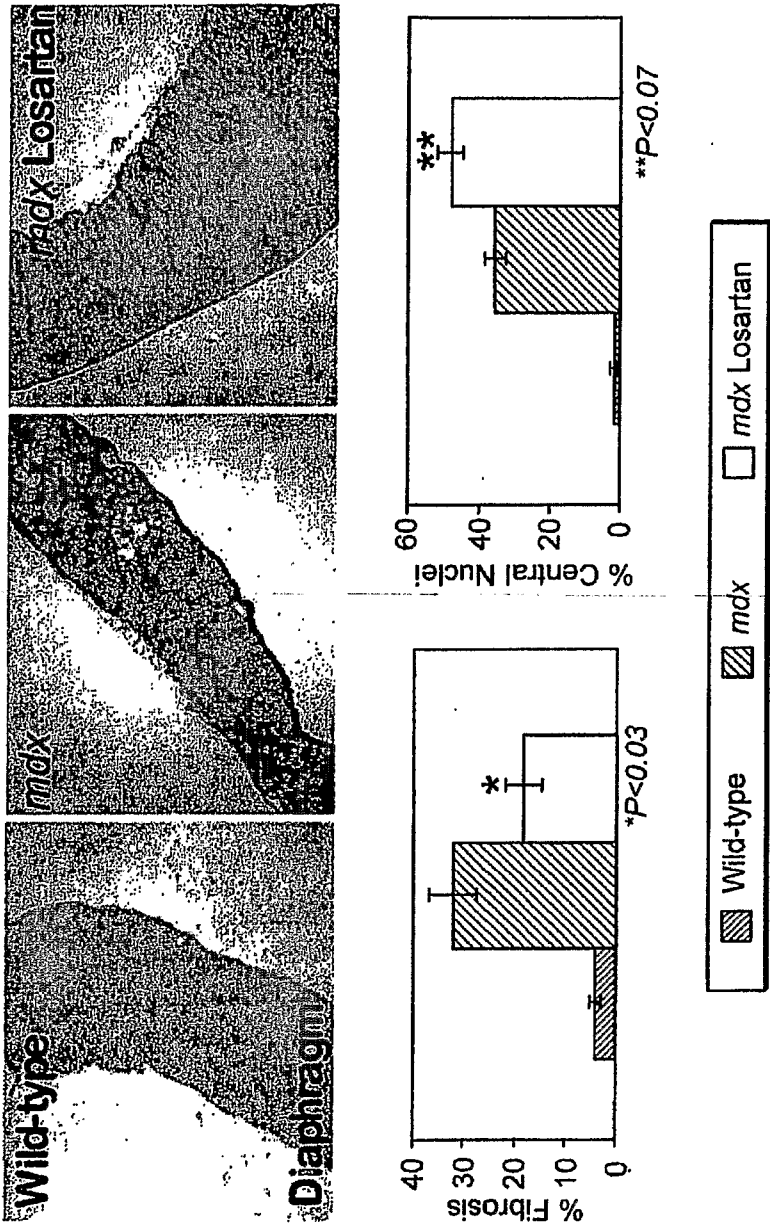 Wild-type
Diaphragm
mdx
mdx Losartan
% Fibrosis
40
30
20
10
0
*
*P<0.03
% Central Nuclei
60
40
20
0
**
**P<0.07
Wild-type
mdx
mdx Losartan